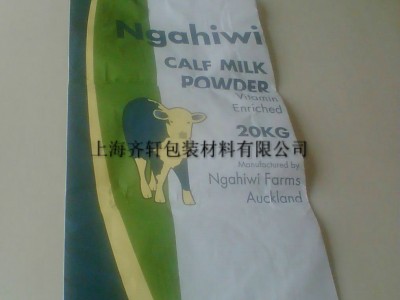 Ngahiwi
CALF MILK
POWDER
Vitamin
Enriched
20KG
上海齐轩包装材料有限公司
Manufactured by
Ngahiwi Farms
Auckland